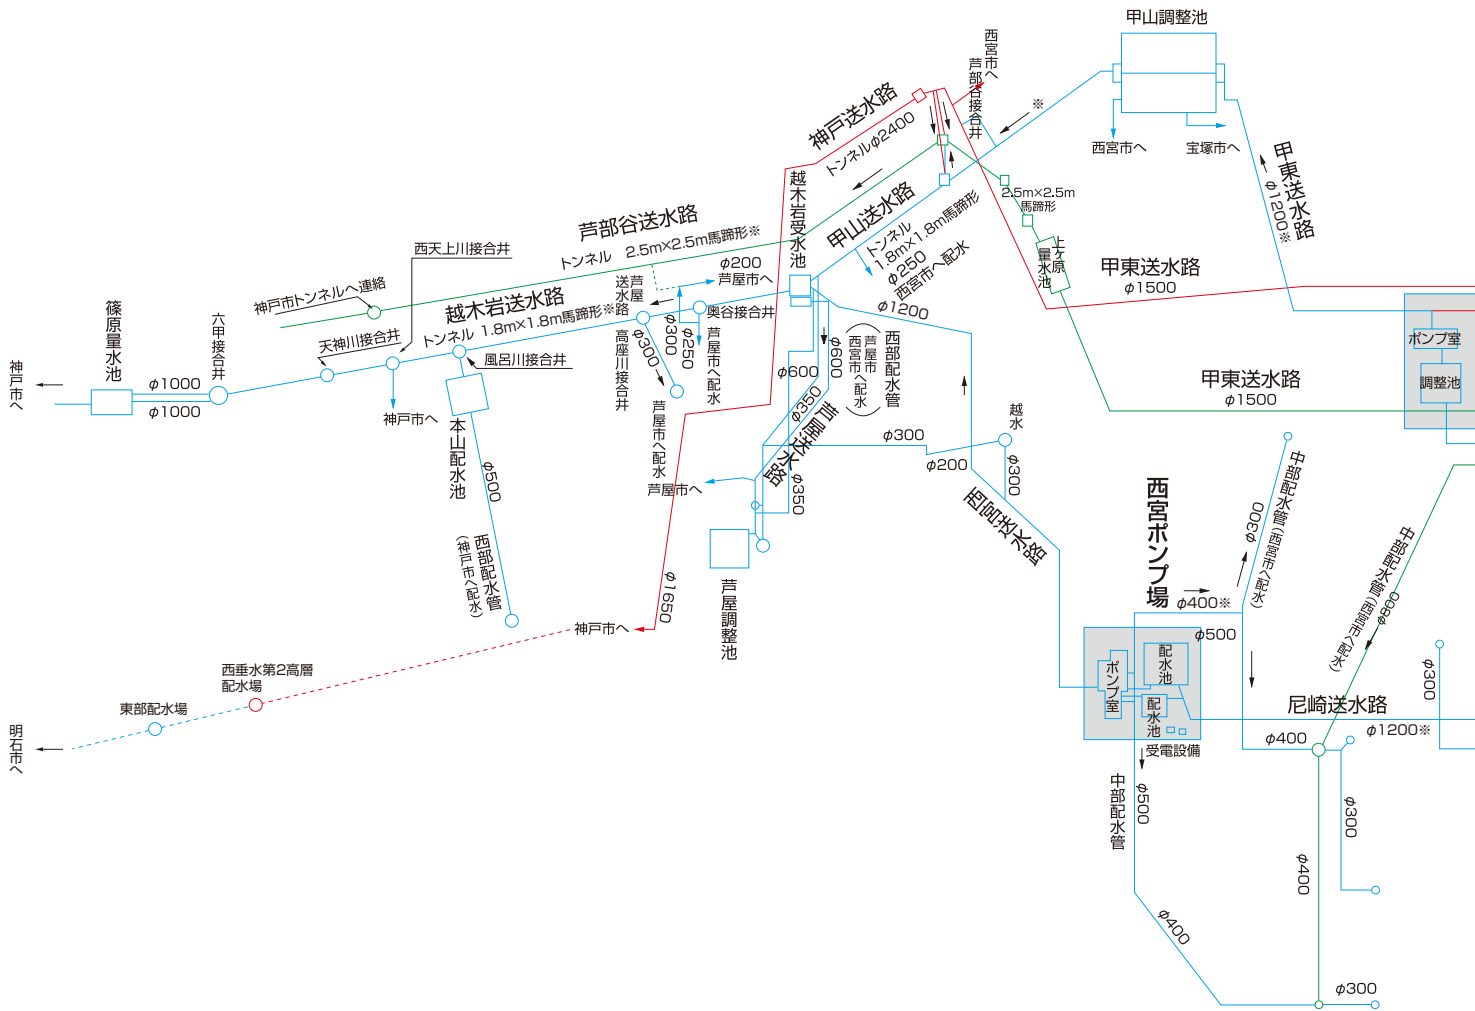 甲山調整池
西宮市へ
芦部谷接合井
※
神戸送水路
トンネルφ2400
西宮市へ
宝塚市へ
甲東送水路
φ1200※
越木岩受水池
甲山送水路
トンネル
1.8m×1.8m馬蹄形
φ250
西宮市へ配水
2.5m×2.5m
馬蹄形
上ヶ原
量水池
芦部谷送水路
トンネル 2.5m×2.5m馬蹄形※
西天上川接合井
φ200
芦屋市へ
芦屋
送水路
甲東送水路
φ1500
神戸市トンネルへ連絡
越木岩送水路
トンネル 1.8m×1.8m馬蹄形※
奥谷接合井
φ1200
篠原量水池
六甲接合井
天神川接合井
風呂川接合井
φ300
φ300
φ250
高座川接合井
芦屋市へ配水
芦屋市へ配水
φ600
φ600
芦屋市
西宮市へ配水
西部配水管
ポンプ室
調整池
神戸市へ
φ1000
φ1000
神戸市へ
本山配水池
φ500
φ350
芦屋送水路
甲東送水路
φ1500
φ300
越水
φ200
φ300
芦屋市へ
φ350
西宮送水路
西宮ポンプ場
φ300
中部配水管(西宮市へ配水)
中部配水管(西宮市へ配水)
φ800
西部配水管
(神戸市へ配水)
芦屋調整池
φ1650
神戸市へ
φ400※
φ500
ポンプ室
配水池
配水池
受電設備
尼崎送水路
φ1200※
φ300
西垂水第2高層
配水場
東部配水場
明石市へ
φ400
中部配水管
φ500
φ300
φ400
φ400
φ300